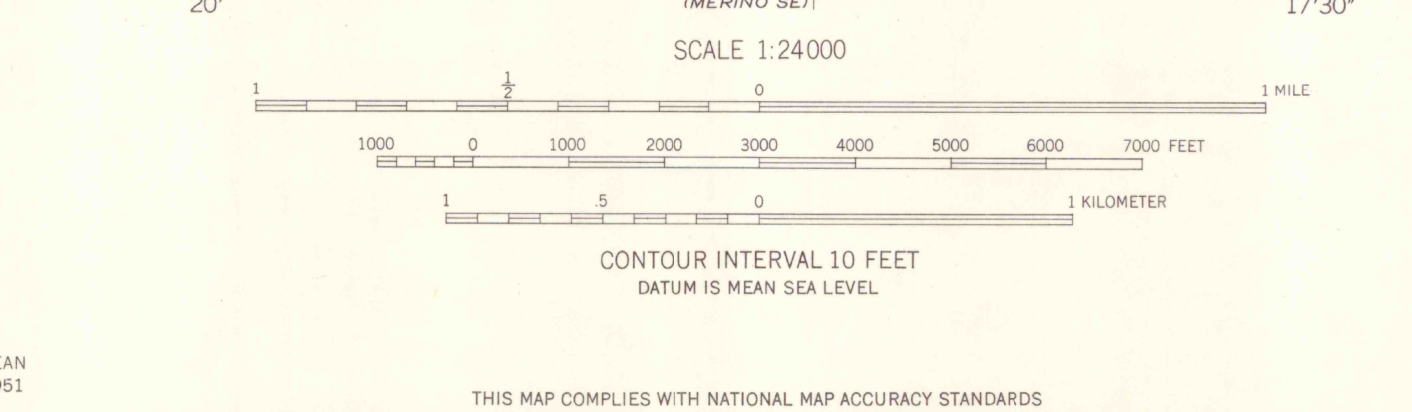 20' (MERINO SE) 17'30"
SCALE 1:24000
1 1/2 0 1 MILE
1000 0 1000 2000 3000 4000 5000 6000 7000 FEET
1 .5 0 1 KILOMETER
CONTOUR INTERVAL 10 FEET
DATUM IS MEAN SEA LEVEL
EAN
951
THIS MAP COMPLIES WITH NATIONAL MAP ACCURACY STANDARDS